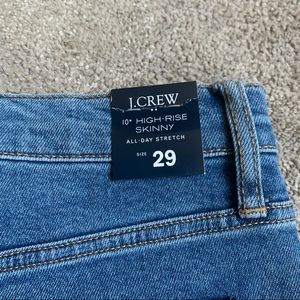 J.CREW
10" HIGH-RISE
SKINNY
ALL-DAY STRETCH
SIZE 29